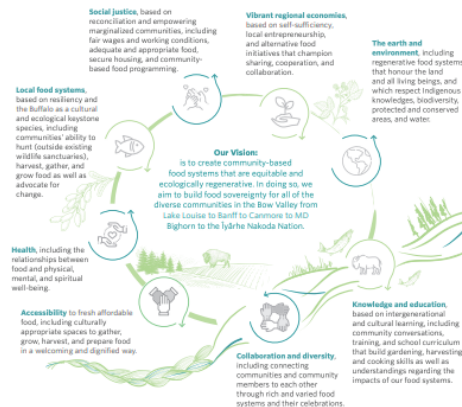 Social justice, based on
reconciliation and empowering
marginalized communities, including
fair wages and working conditions,
adequate and appropriate food,
secure housing, and community-
based food programming.
Vibrant regional economies,
based on self-sufficiency,
local entrepreneurship,
and alternative food
initiatives that champion
sharing, cooperation, and
collaboration.
The earth and
environment, including
regenerative food systems
that honour the land
and all living beings, and
which respect Indigenous
knowledges, biodiversity,
protected and conserved
areas, and water.
Local food systems,
based on resiliency and
the Buffalo as a cultural
and ecological keystone
species, including
communities' ability to
hunt (outside existing
wildlife sanctuaries),
harvest, gather, and
grow food as well as
advocate for
change.
Our Vision:
is to create community-based
food systems that are equitable and
ecologically regenerative. In doing so, we
aim to build food sovereignty for all of the
diverse communities in the Bow Valley from
Lake Louise to Banff to Canmore to MD
Bighorn to the Îyârhe Nakoda Nation.
Health, including the
relationships between
food and physical,
mental, and spiritual
well-being.
Accessibility to fresh affordable
food, including culturally
appropriate spaces to gather,
grow, harvest, and prepare food
in a welcoming and dignified way.
Collaboration and diversity,
including connecting
communities and community
members to each other
through rich and varied food
systems and their celebrations.
Knowledge and education,
based on intergenerational
and cultural learning, including
community conversations,
training, and school curriculum
that build gardening, harvesting
and cooking skills as well as
understandings regarding the
impacts of our food systems.